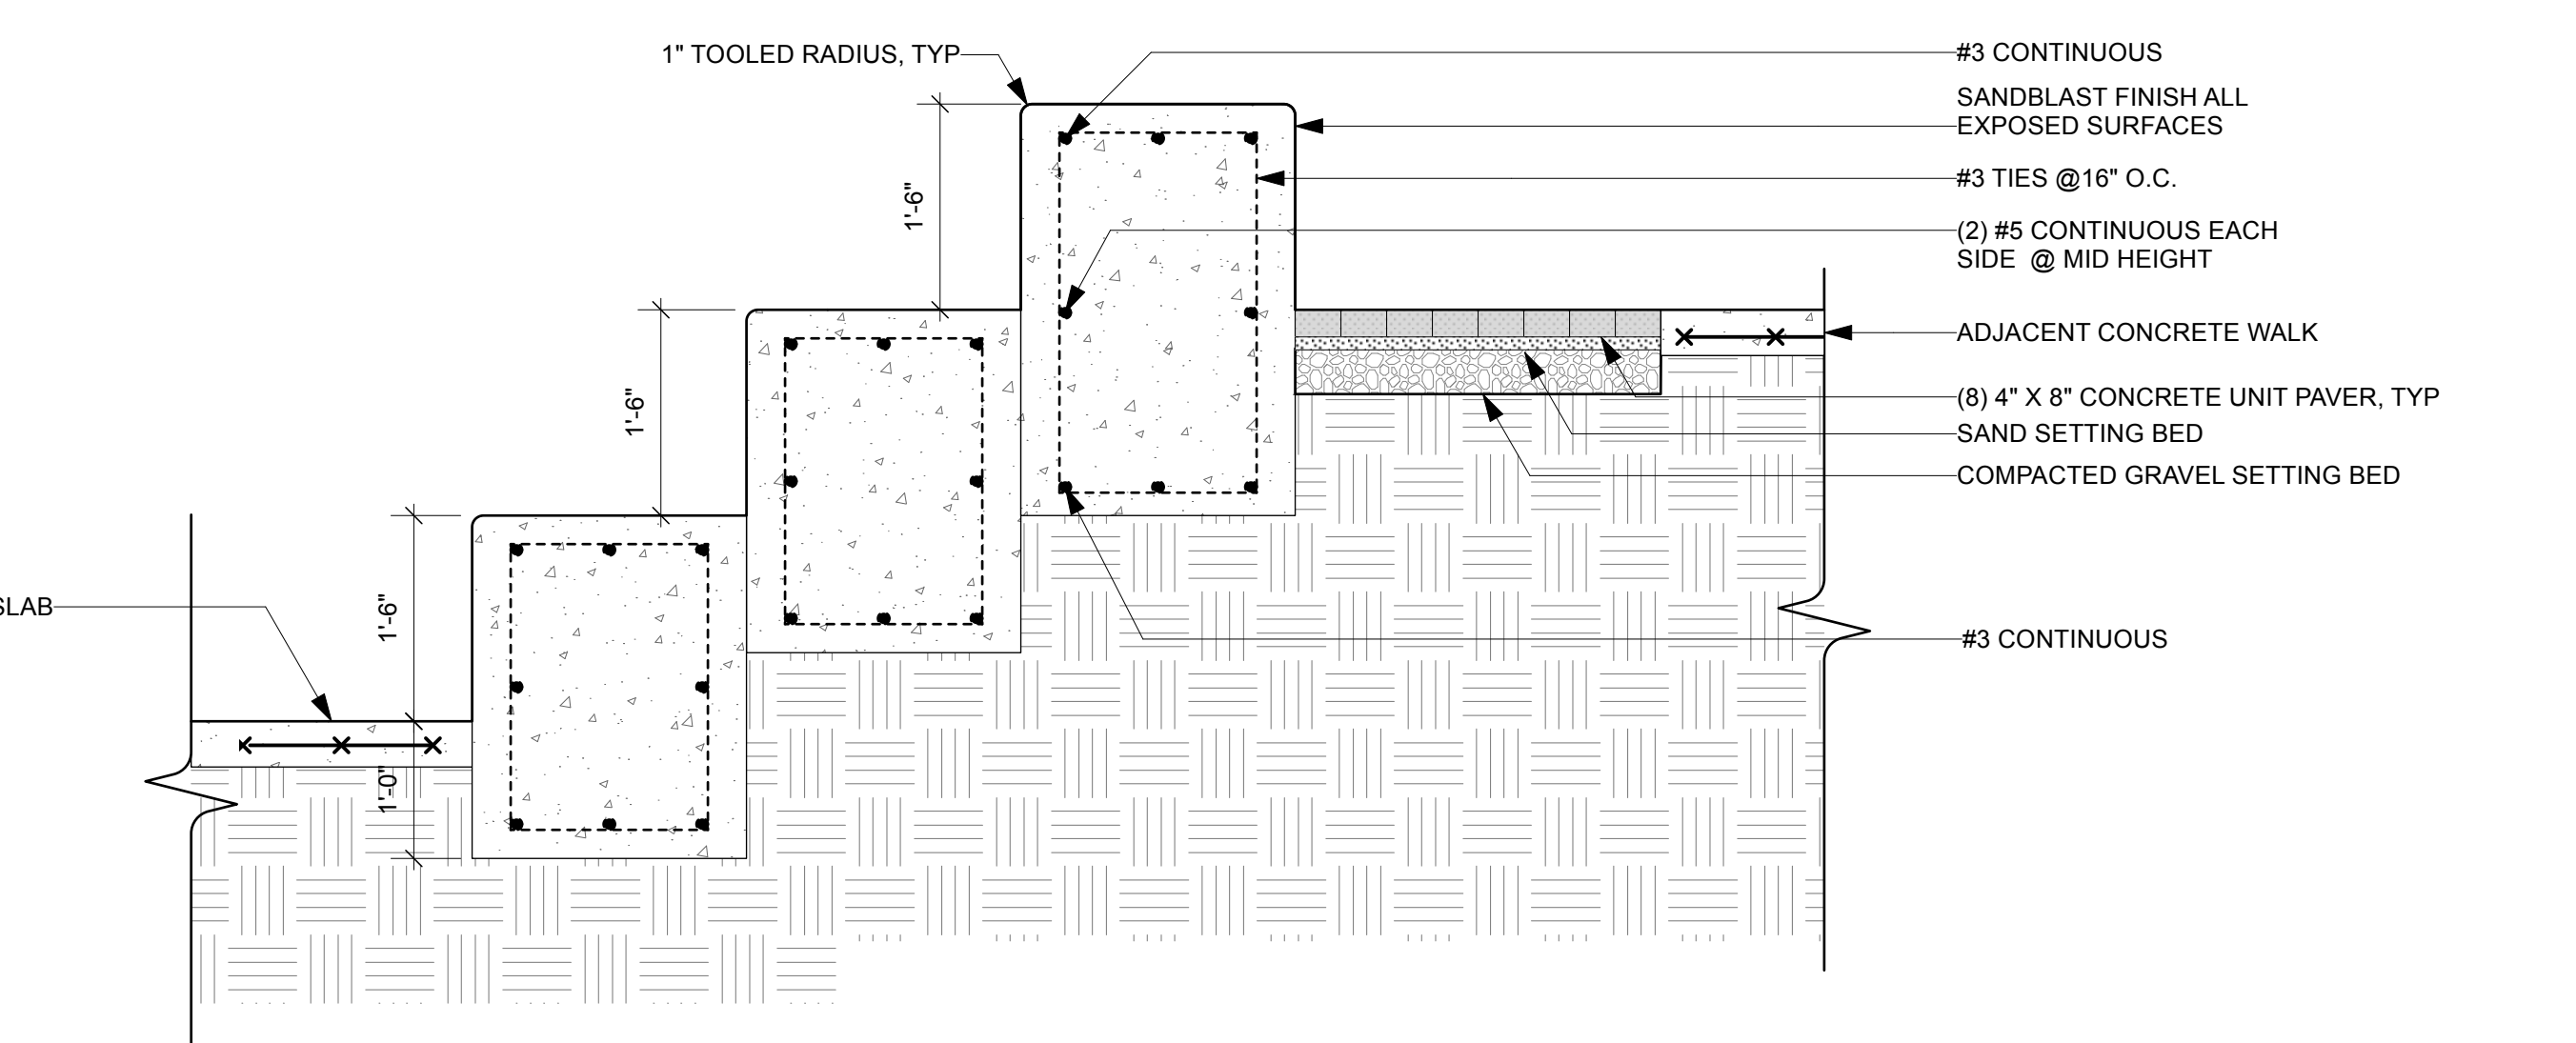 1" TOOLED RADIUS, TYP
#3 CONTINUOUS
SANDBLAST FINISH ALL
EXPOSED SURFACES
#3 TIES @16" O.C.
(2) #5 CONTINUOUS EACH
SIDE @ MID HEIGHT
ADJACENT CONCRETE WALK
(8) 4" X 8" CONCRETE UNIT PAVER, TYP
SAND SETTING BED
COMPACTED GRAVEL SETTING BED
#3 CONTINUOUS
1'-6"
1'-6"
1'-6"
1'-0"